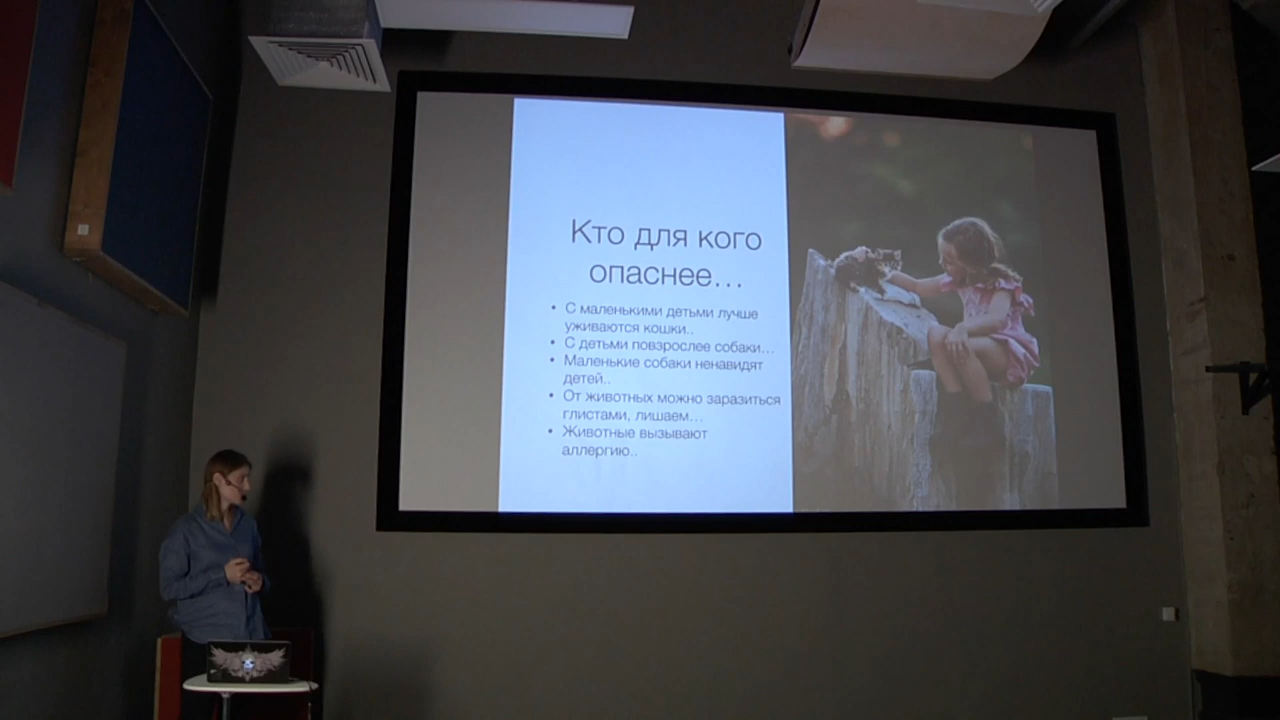 Кто для кого
опаснее…
• С маленькими детьми лучше
уживаются кошки..
• С детьми повзрослее собаки…
• Маленькие собаки ненавидят
детей..
• От животных можно заразиться
глистами, лишаем…
• Животные вызывают
аллергию..